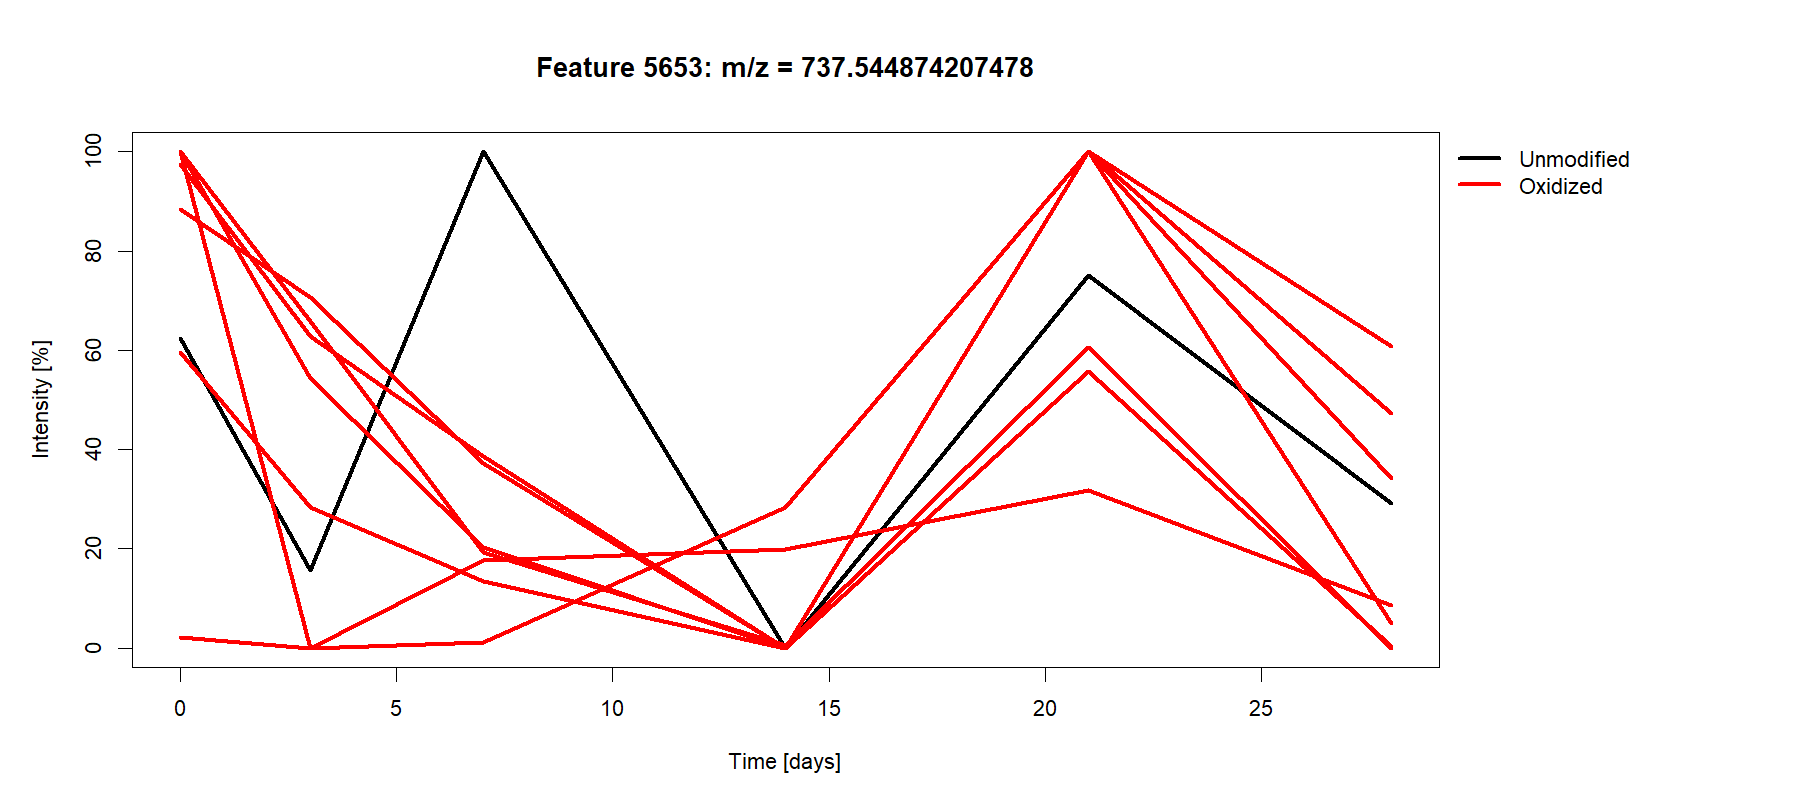 Feature 5653: m/z = 737.544874207478
Unmodified
Oxidized
100
80
60
40
20
0
Intensity [%]
0 5 10 15 20 25
Time [days]